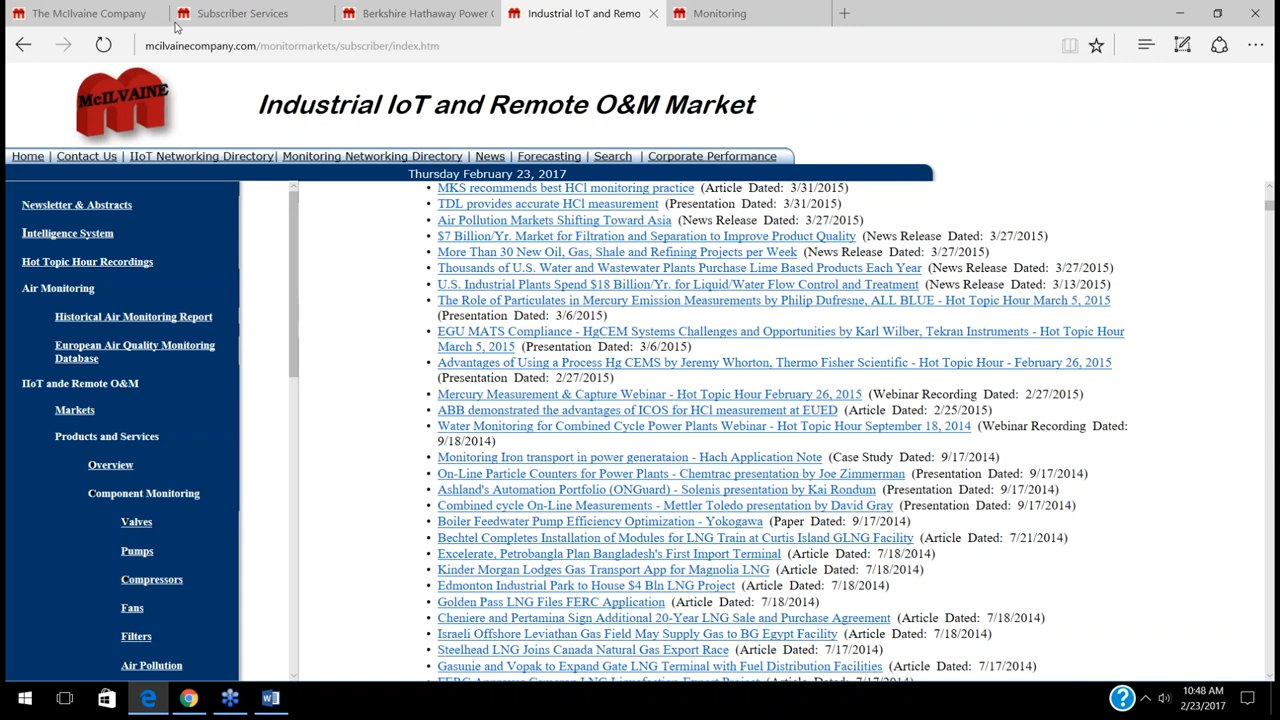 The McIlvaine Company
Subscriber Services
Berkshire Hathaway Power C
Industrial IoT and Remo
Monitoring
mcilvainecompany.com/monitormarkets/subscriber/index.htm
McILVAINE
Industrial IoT and Remote O&M Market
Home | Contact Us | IIoT Networking Directory | Monitoring Networking Directory | News | Forecasting | Search | Corporate Performance
Thursday February 23, 2017
Newsletter & Abstracts
Intelligence System
Hot Topic Hour Recordings
Air Monitoring
Historical Air Monitoring Report
European Air Quality Monitoring
Database
IIoT ande Remote O&M
Markets
Products and Services
Overview
Component Monitoring
Valves
Pumps
Compressors
Fans
Filters
Air Pollution
• MKS recommends best HCl monitoring practice (Article Dated: 3/31/2015)
• TDL provides accurate HCl measurement (Presentation Dated: 3/31/2015)
• Air Pollution Markets Shifting Toward Asia (News Release Dated: 3/27/2015)
• $7 Billion/Yr. Market for Filtration and Separation to Improve Product Quality (News Release Dated: 3/27/2015)
• More Than 30 New Oil, Gas, Shale and Refining Projects per Week (News Release Dated: 3/27/2015)
• Thousands of U.S. Water and Wastewater Plants Purchase Lime Based Products Each Year (News Release Dated: 3/27/2015)
• U.S. Industrial Plants Spend $18 Billion/Yr. for Liquid/Water Flow Control and Treatment (News Release Dated: 3/13/2015)
• The Role of Particulates in Mercury Emission Measurements by Philip Dufresne, ALL BLUE - Hot Topic Hour March 5, 2015
(Presentation Dated: 3/6/2015)
• EGU MATS Compliance - HgCEM Systems Challenges and Opportunities by Karl Wilber, Tekran Instruments - Hot Topic Hour
March 5, 2015 (Presentation Dated: 3/6/2015)
• Advantages of Using a Process Hg CEMS by Jeremy Whorton, Thermo Fisher Scientific - Hot Topic Hour - February 26, 2015
(Presentation Dated: 2/27/2015)
• Mercury Measurement & Capture Webinar - Hot Topic Hour February 26, 2015 (Webinar Recording Dated: 2/27/2015)
• ABB demonstrated the advantages of ICOS for HCl measurement at EUED (Article Dated: 2/25/2015)
• Water Monitoring for Combined Cycle Power Plants Webinar - Hot Topic Hour September 18, 2014 (Webinar Recording Dated:
9/18/2014)
• Monitoring Iron transport in power generataion - Hach Application Note (Case Study Dated: 9/17/2014)
• On-Line Particle Counters for Power Plants - Chemtrac presentation by Joe Zimmerman (Presentation Dated: 9/17/2014)
• Ashland's Automation Portfolio (ONGuard) - Solenis presentation by Kai Rondum (Presentation Dated: 9/17/2014)
• Combined cycle On-Line Measurements - Mettler Toledo presentation by David Gray (Presentation Dated: 9/17/2014)
• Boiler Feedwater Pump Efficiency Optimization - Yokogawa (Paper Dated: 9/17/2014)
• Bechtel Completes Installation of Modules for LNG Train at Curtis Island GLNG Facility (Article Dated: 7/21/2014)
• Excelerate, Petrobangla Plan Bangladesh's First Import Terminal (Article Dated: 7/18/2014)
• Kinder Morgan Lodges Gas Transport App for Magnolia LNG (Article Dated: 7/18/2014)
• Edmonton Industrial Park to House $4 Bln LNG Project (Article Dated: 7/18/2014)
• Golden Pass LNG Files FERC Application (Article Dated: 7/18/2014)
• Cheniere and Pertamina Sign Additional 20-Year LNG Sale and Purchase Agreement (Article Dated: 7/18/2014)
• Israeli Offshore Leviathan Gas Field May Supply Gas to BG Egypt Facility (Article Dated: 7/18/2014)
• Steelhead LNG Joins Canada Natural Gas Export Race (Article Dated: 7/17/2014)
• Gasunie and Vopak to Expand Gate LNG Terminal with Fuel Distribution Facilities (Article Dated: 7/17/2014)
10:48 AM
2/23/2017